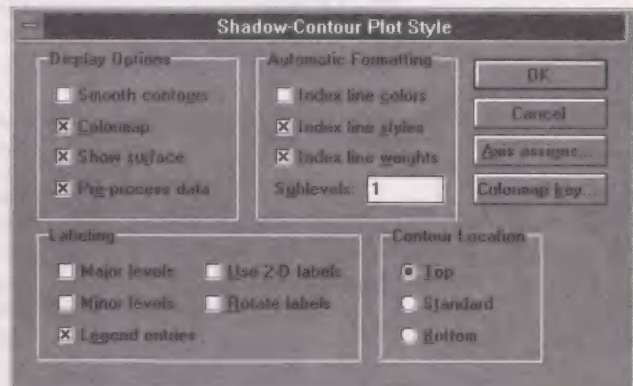 Shadow-Contour Plot Style
Display Options
Smooth contours
Colormap
Show surface
Pre-process data
Automatic Formatting
Index line colors
Index line styles
Index line weights
Sublevels: 1
OK
Cancel
Axis assigns...
Colormap key...
Labeling
Major levels
Use 2-D labels
Minor levels
Rotate labels
Legend entries
Contour Location
Top
Standard
Bottom